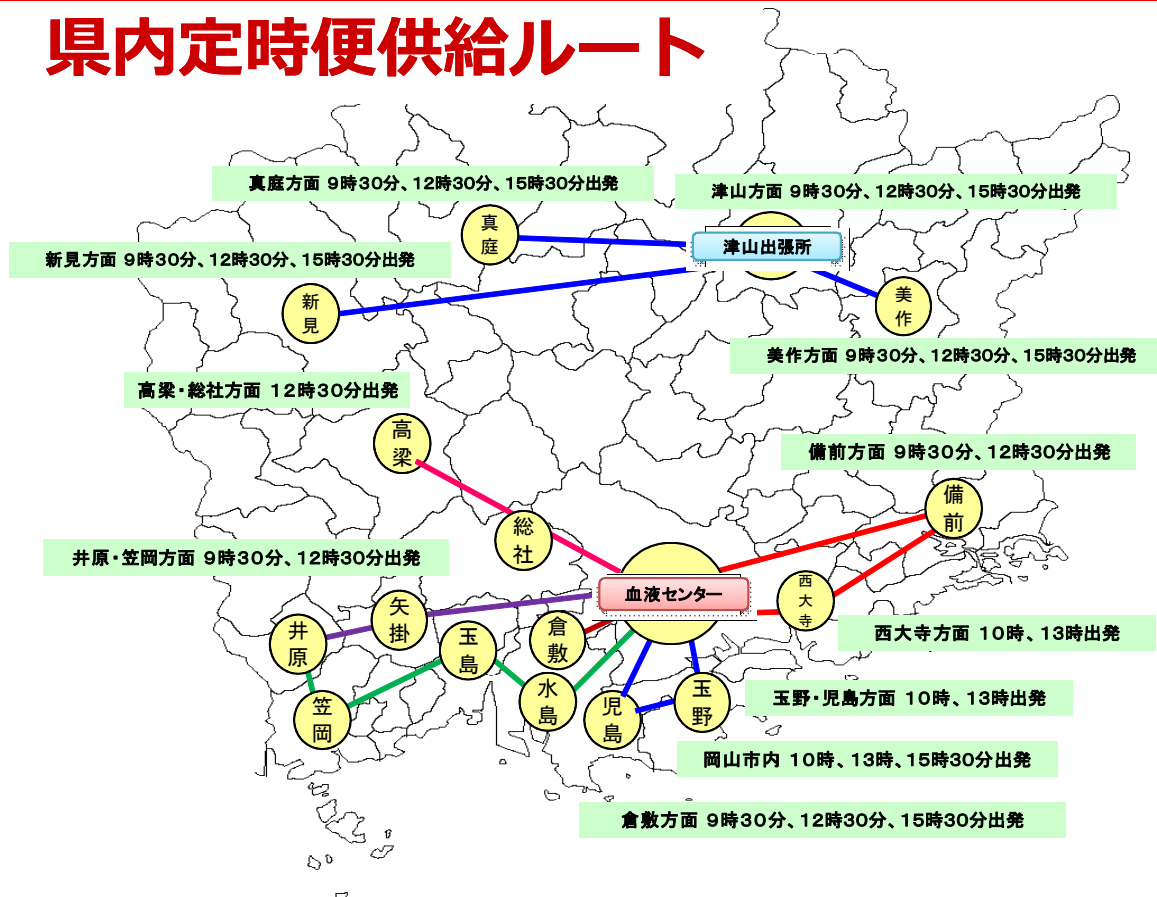 県内定時便供給ルート
真庭方面 9時30分、12時30分、15時30分出発
津山方面 9時30分、12時30分、15時30分出発
真庭
津山出張所
新見方面 9時30分、12時30分、15時30分出発
新見
美作
美作方面 9時30分、12時30分、15時30分出発
高梁・総社方面 12時30分出発
高梁
備前方面 9時30分、12時30分出発
備前
総社
井原・笠岡方面 9時30分、12時30分出発
血液センター
西大寺
矢掛
井原
玉島
倉敷
西大寺方面 10時、13時出発
水島
児島
玉野
笠岡
玉野・児島方面 10時、13時出発
岡山市内 10時、13時、15時30分出発
倉敷方面 9時30分、12時30分、15時30分出発